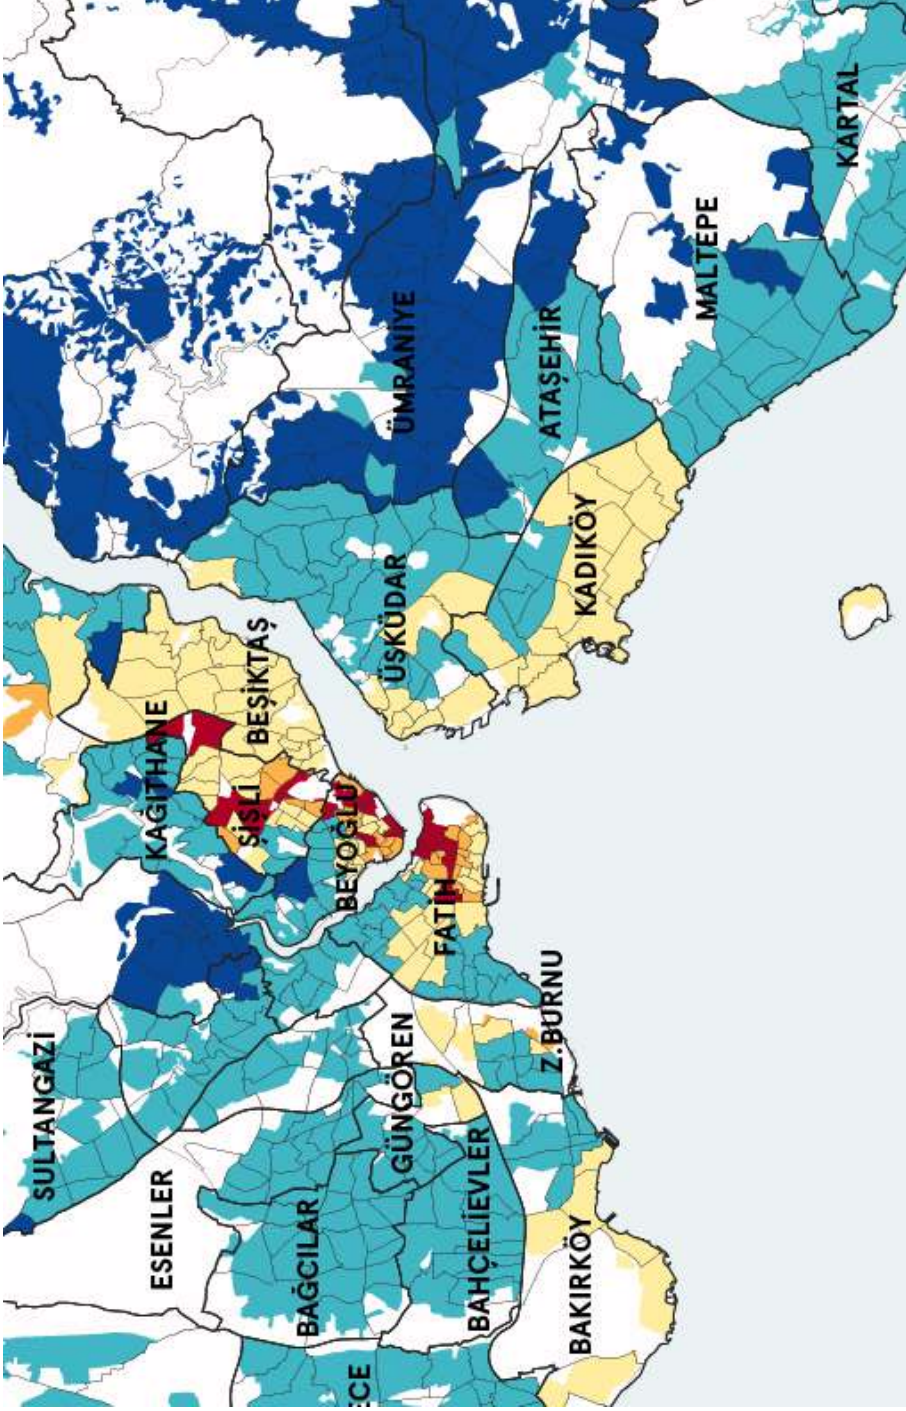 KARTAL
MALTEPE
ÜMRANİYE
ATAŞEHİR
KADIKÖY
ÜSKÜDAR
BEŞİKTAŞ
KAĞITHANE
ŞİŞLİ
BEYOĞLU
FATİH
Z.BURNU
SULTANGAZİ
GÜNGÖREN
ESENLER
BAĞCILAR
BAHÇELİEVLER
BAKIRKÖY
ECE